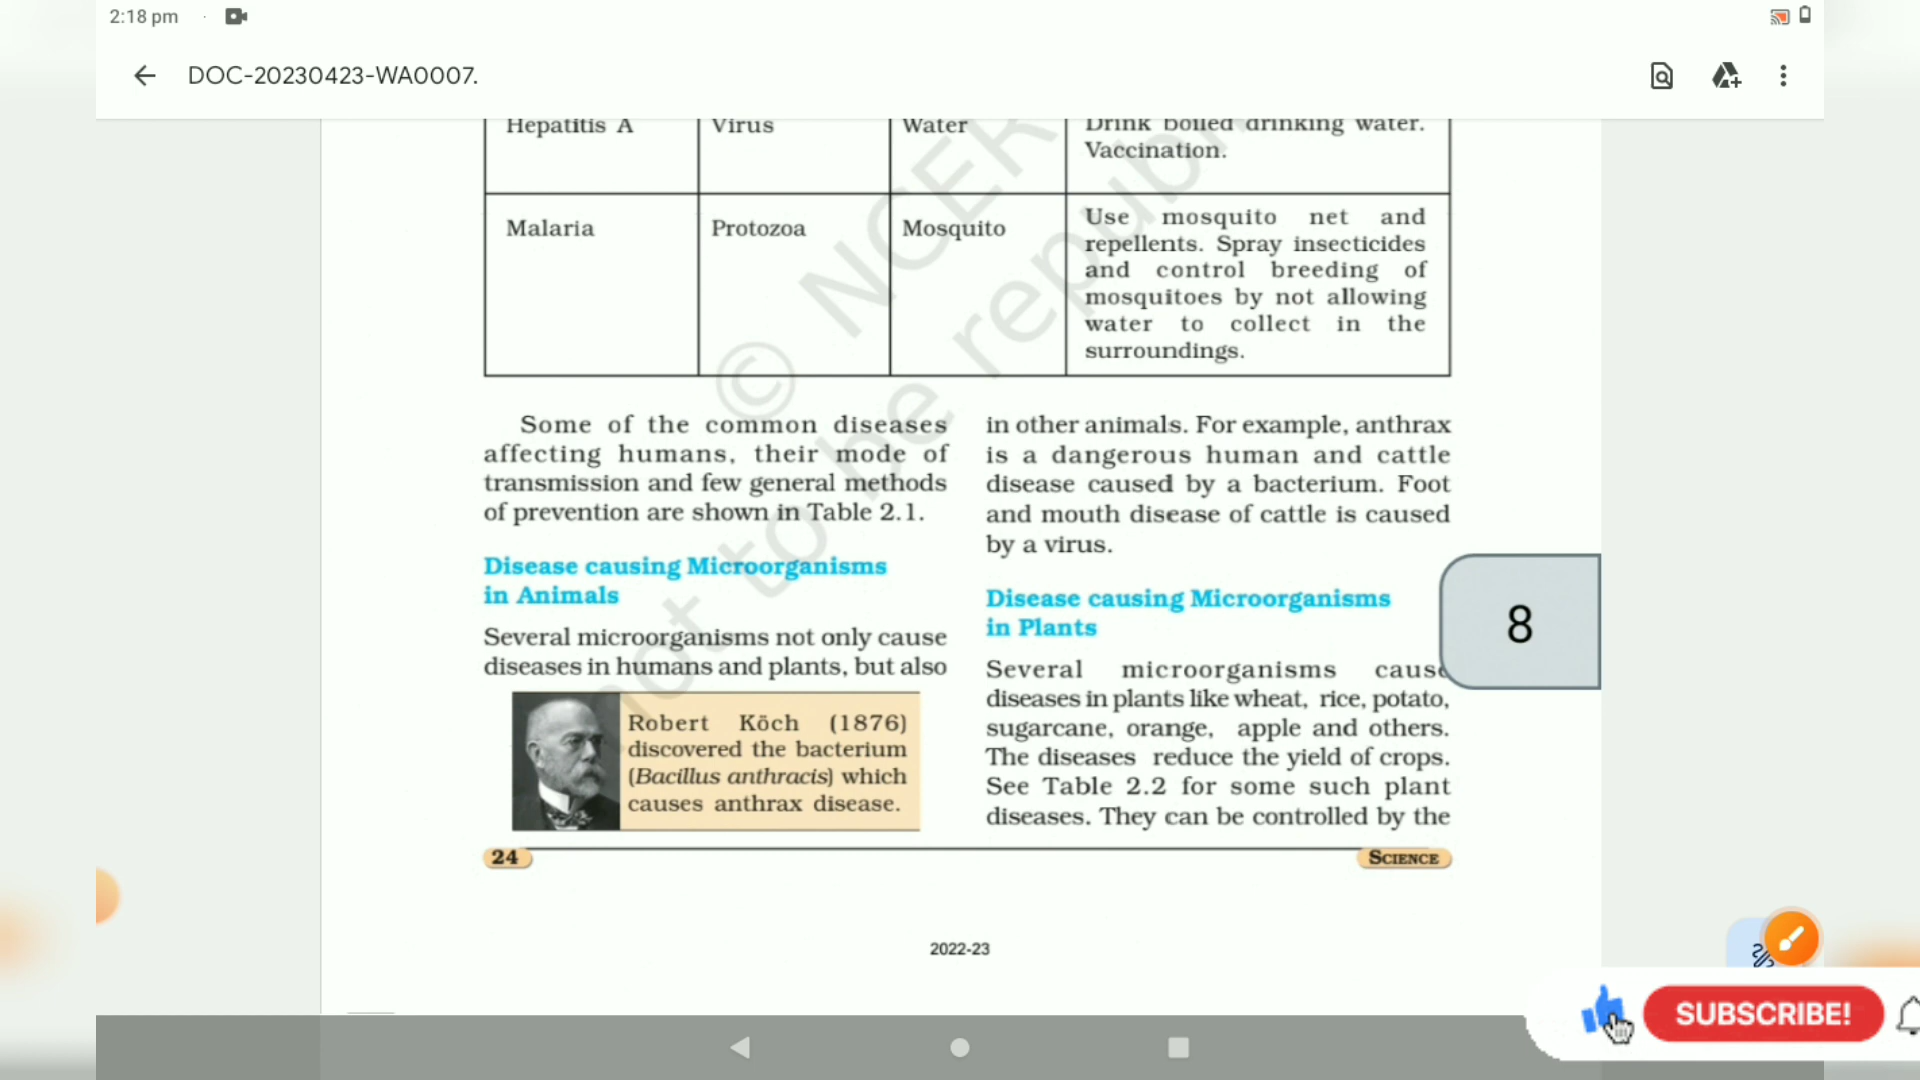 2:18 pm
DOC-20230423-WA0007.
Hepatitis A
Virus
Water
Drink boiled drinking water.
Vaccination.
Malaria
Protozoa
Mosquito
Use mosquito net and
repellents. Spray insecticides
and control breeding of
mosquitoes by not allowing
water to collect in the
surroundings.
Some of the common diseases
affecting humans, their mode of
transmission and few general methods
of prevention are shown in Table 2.1.
Disease causing Microorganisms
in Animals
Several microorganisms not only cause
diseases in humans and plants, but also
Robert Köch (1876)
discovered the bacterium
(Bacillus anthracis) which
causes anthrax disease.
in other animals. For example, anthrax
is a dangerous human and cattle
disease caused by a bacterium. Foot
and mouth disease of cattle is caused
by a virus.
Disease causing Microorganisms
in Plants
Several microorganisms cause
diseases in plants like wheat, rice, potato,
sugarcane, orange, apple and others.
The diseases reduce the yield of crops.
See Table 2.2 for some such plant
diseases. They can be controlled by the
8
24
SCIENCE
2022-23
© NCER
not to be republ
SUBSCRIBE!